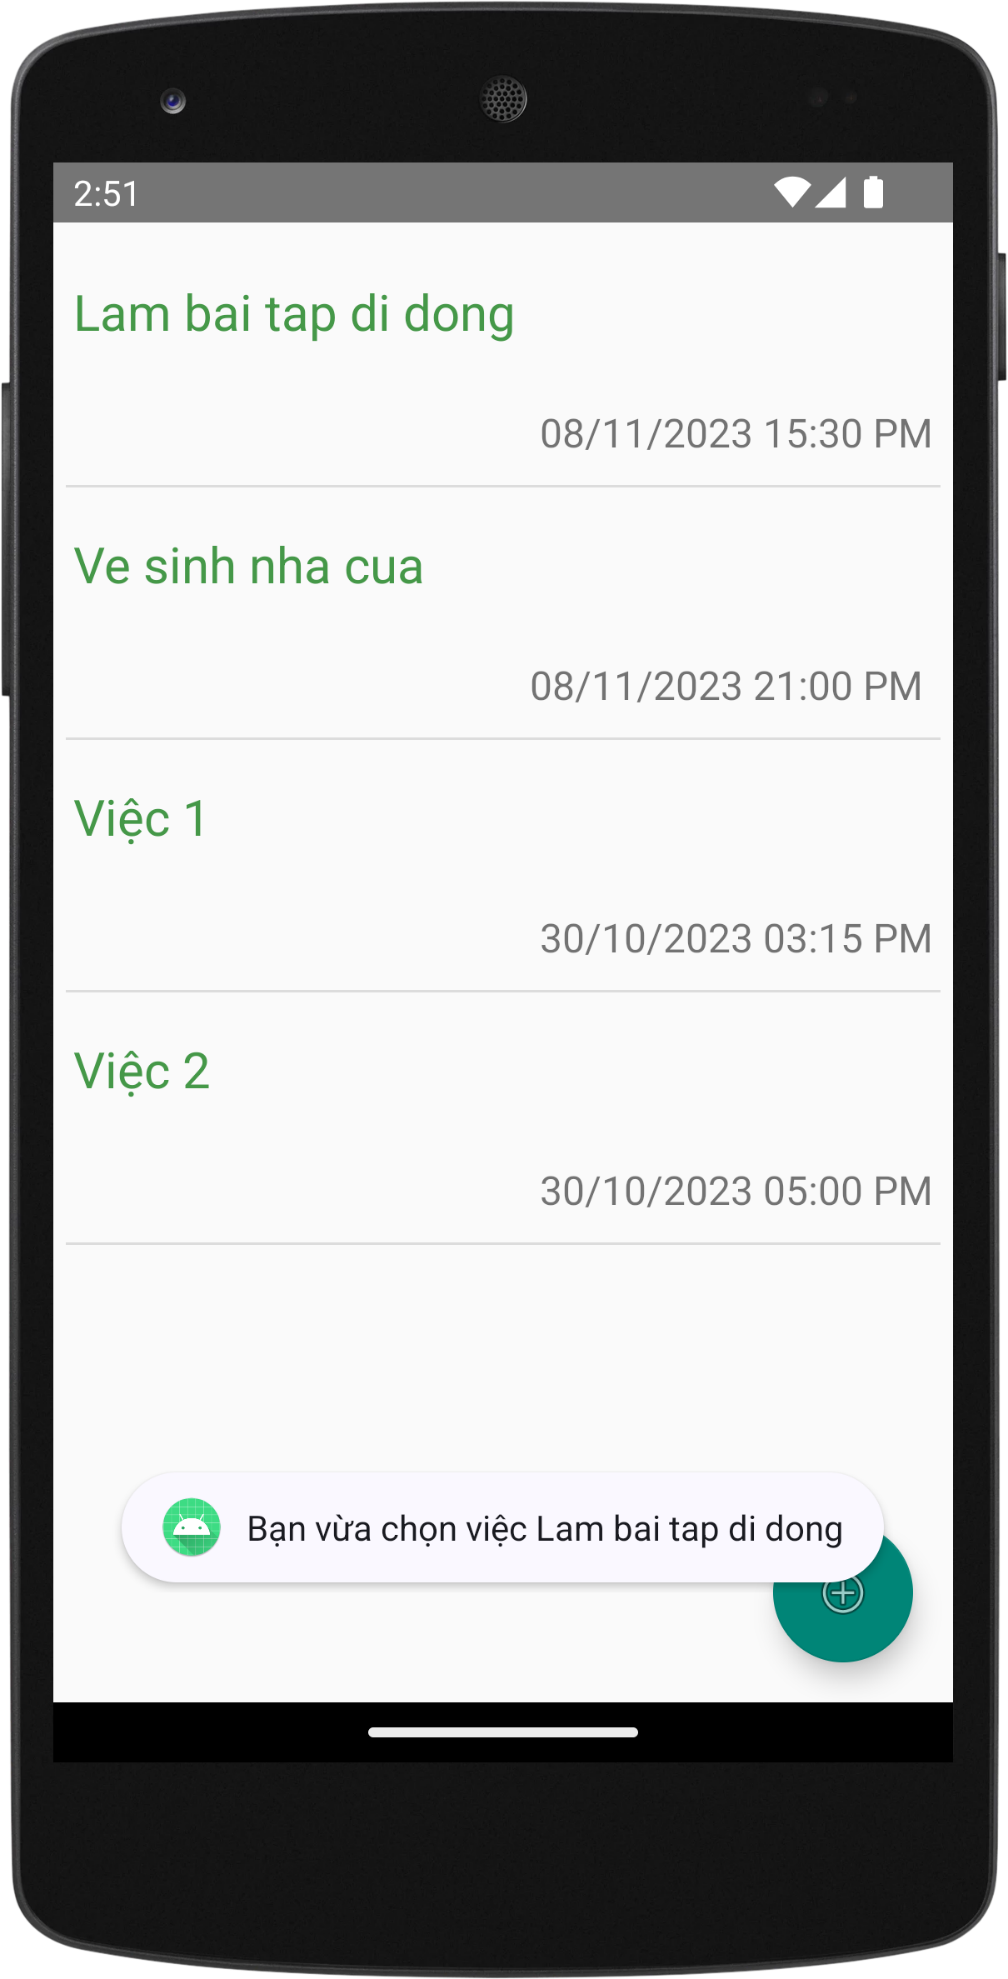 2:51
Lam bai tap di dong
08/11/2023 15:30 PM
Ve sinh nha cua
08/11/2023 21:00 PM
Việc 1
30/10/2023 03:15 PM
Việc 2
30/10/2023 05:00 PM
Bạn vừa chọn việc Lam bai tap di dong